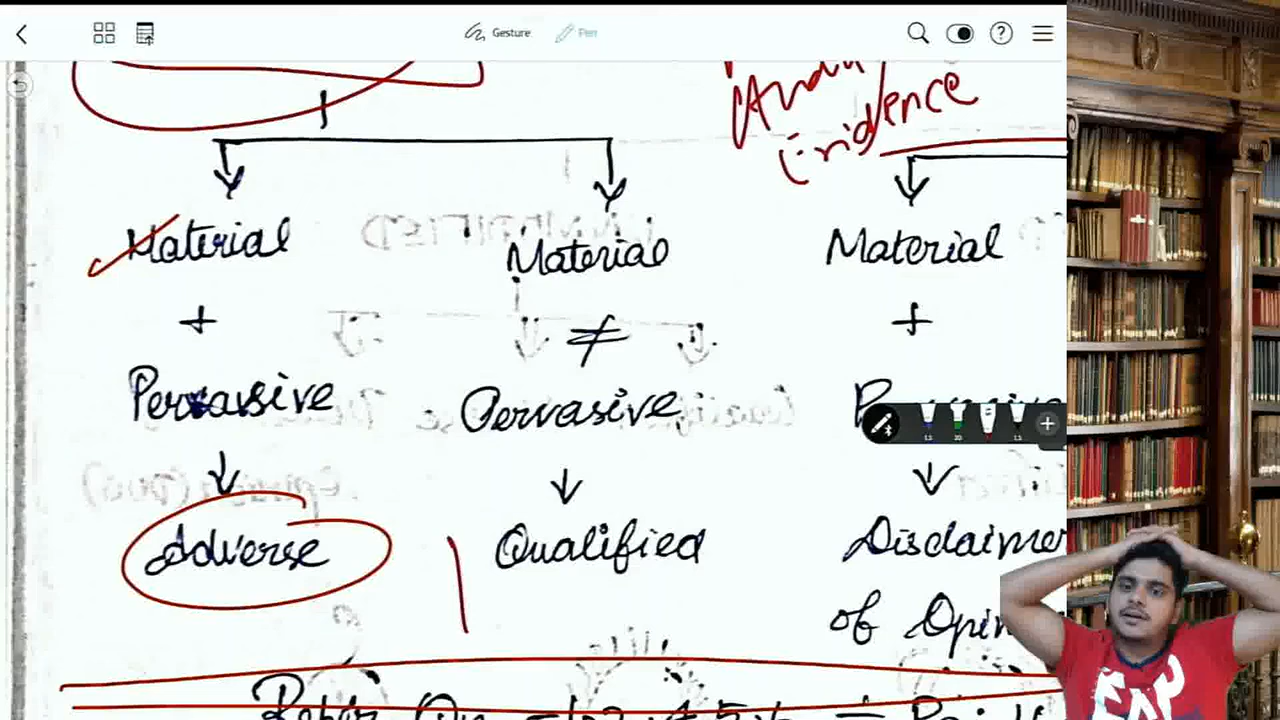 Gesture Pen
Evidence
Material Material Material
+ ≠ +
Pervasive Pervasive
Adverse Qualified Disclaimer
of